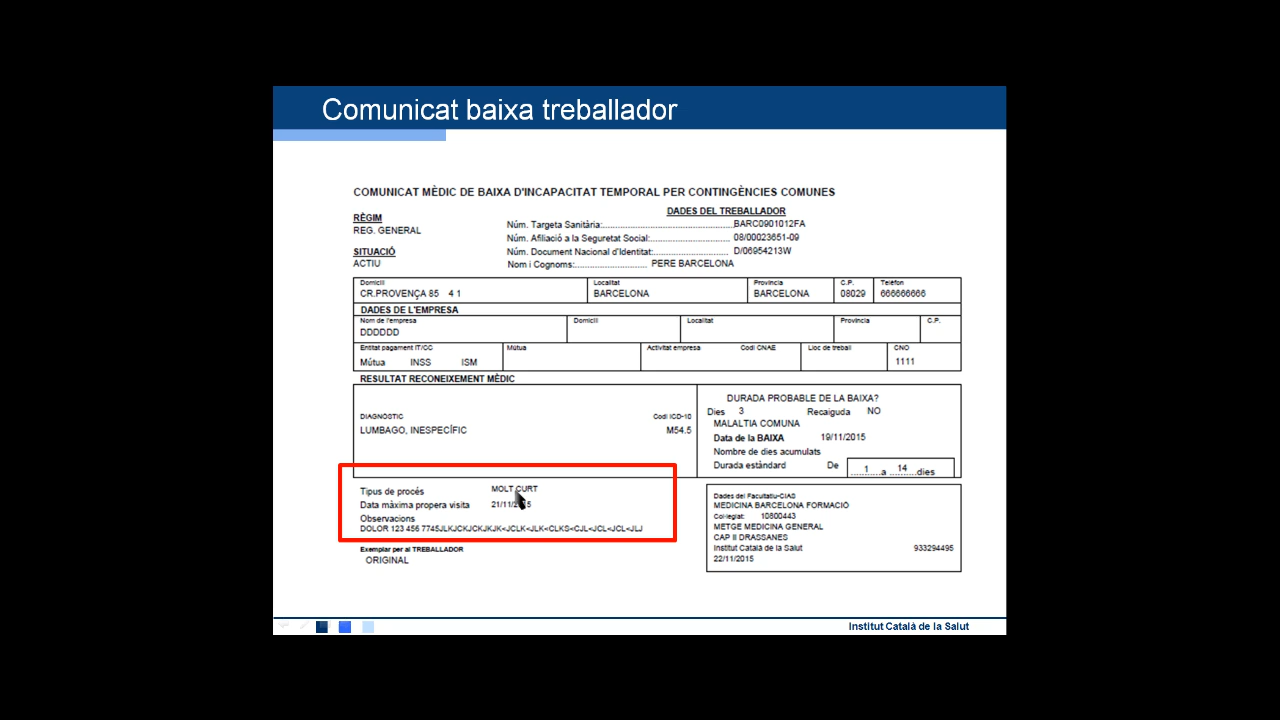 Comunicat baixa treballador
COMUNICAT MÈDIC DE BAIXA D'INCAPACITAT TEMPORAL PER CONTINGÈNCIES COMUNES
RÈGIM
REG. GENERAL
SITUACIÓ
ACTIU
DADES DEL TREBALLADOR
Núm. Targeta Sanitària:..................................................BARC0901012FA
Núm. Afiliació a la Seguretat Social:.............................. 08/00023651-09
Núm. Document Nacional d'Identitat:............................ D/06954213W
Nom i Cognoms:........................... PERE BARCELONA
Domicili Localitat Província C.P. Telèfon
CR.PROVENÇA 85 4 1 BARCELONA BARCELONA 08029 666666666
DADES DE L'EMPRESA
Nom de l'empresa Domicili Localitat Província C.P.
DDDDDD
Entitat pagament IT/CC Mútua Activitat empresa Codi CNAE Lloc de treball CNO
Mútua INSS ISM 1111
RESULTAT RECONEIXEMENT MÈDIC
DIAGNÒSTIC Codi ICD-10
LUMBAGO, INESPECÍFIC M54.5
DURADA PROBABLE DE LA BAIXA?
Dies 3 Recaiguda NO
MALALTIA COMUNA
Data de la BAIXA 19/11/2015
Nombre de dies acumulats
Durada estàndard De ......1......a ......14......dies
Tipus de procés MOLT CURT
Data màxima propera visita 21/11/2015
Observacions
DOLOR 123 456 7745JLKJCKJCKJKJK<JCLK<JLK<CLKS<CJL<JCL<JCL<JLJ
Exemplar per al TREBALLADOR
ORIGINAL
Dades del Facultatiu-CIAS
MEDICINA BARCELONA FORMACIÓ
Col·legiat: 10800443
METGE MEDICINA GENERAL
CAP II DRASSANES
Institut Català de la Salut 933294495
22/11/2015
Institut Català de la Salut